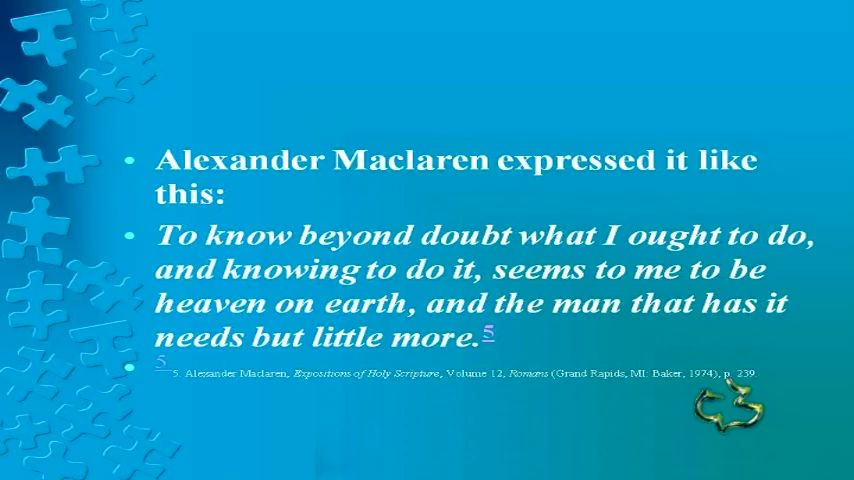 • Alexander Maclaren expressed it like
this:
• To know beyond doubt what I ought to do,
and knowing to do it, seems to me to be
heaven on earth, and the man that has it
needs but little more.5
• 5 5. Alexander Maclaren, Expositions of Holy Scripture, Volume 12, Romans (Grand Rapids, MI: Baker, 1974), p. 239.